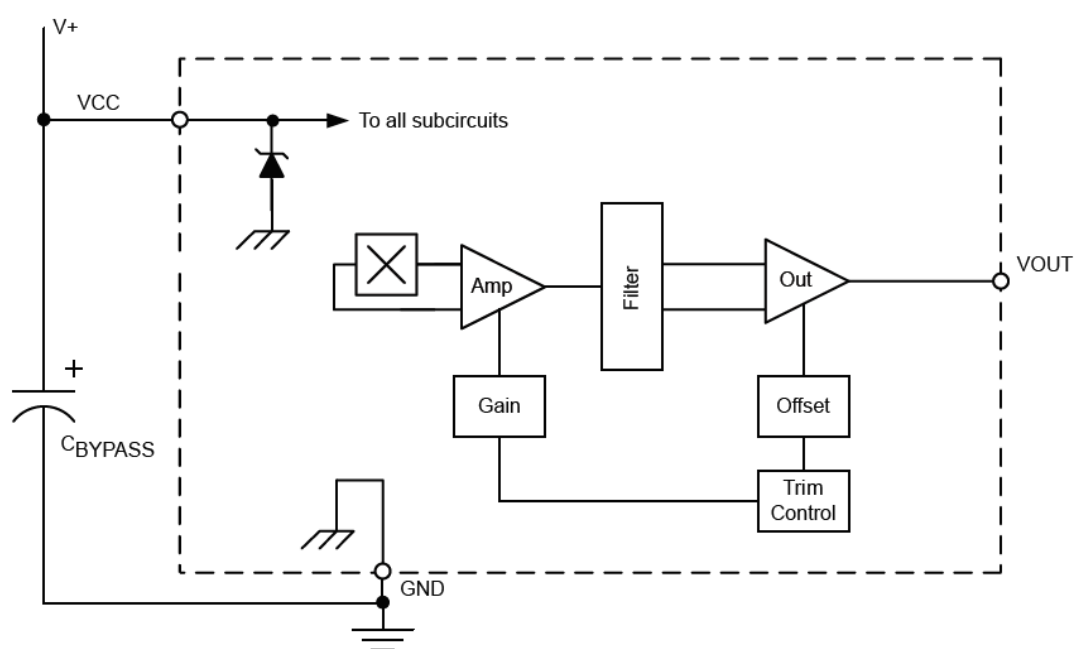 V+
VCC
To all subcircuits
Amp
Filter
Out
VOUT
+
Gain
Offset
CBYPASS
Trim
Control
GND